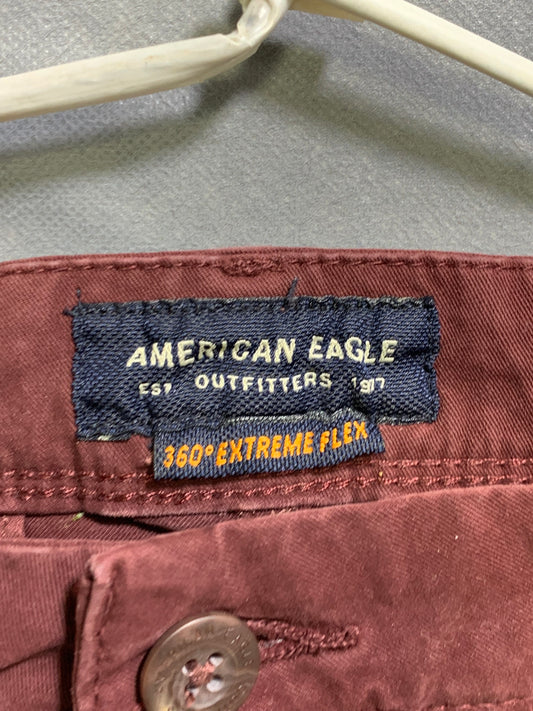 AMERICAN EAGLE
EST OUTFITTERS 1977
360° EXTREME FLEX